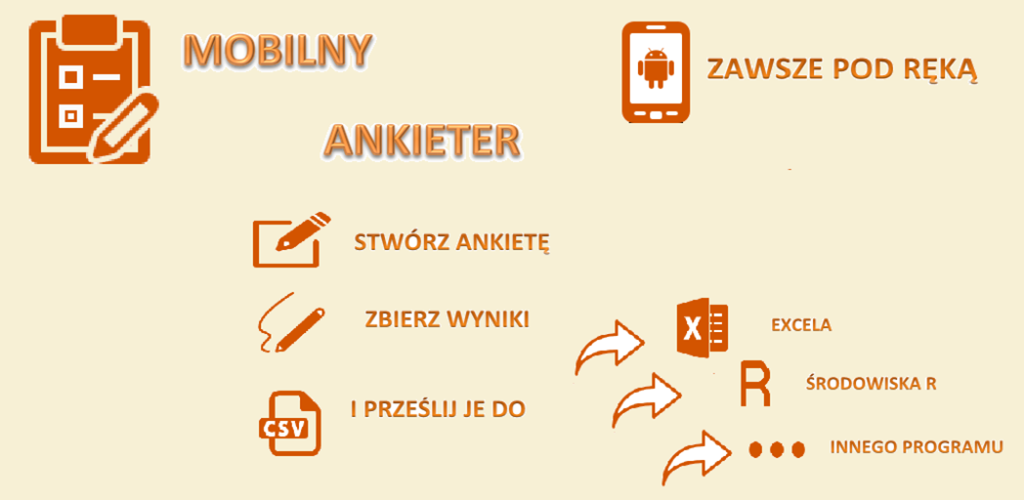 MOBILNY
ANKIETER
ZAWSZE POD RĘKĄ
STWÓRZ ANKIETĘ
ZBIERZ WYNIKI
CSV
I PRZEŚLIJ JE DO
X
EXCELA
R
ŚRODOWISKA R
INNEGO PROGRAMU